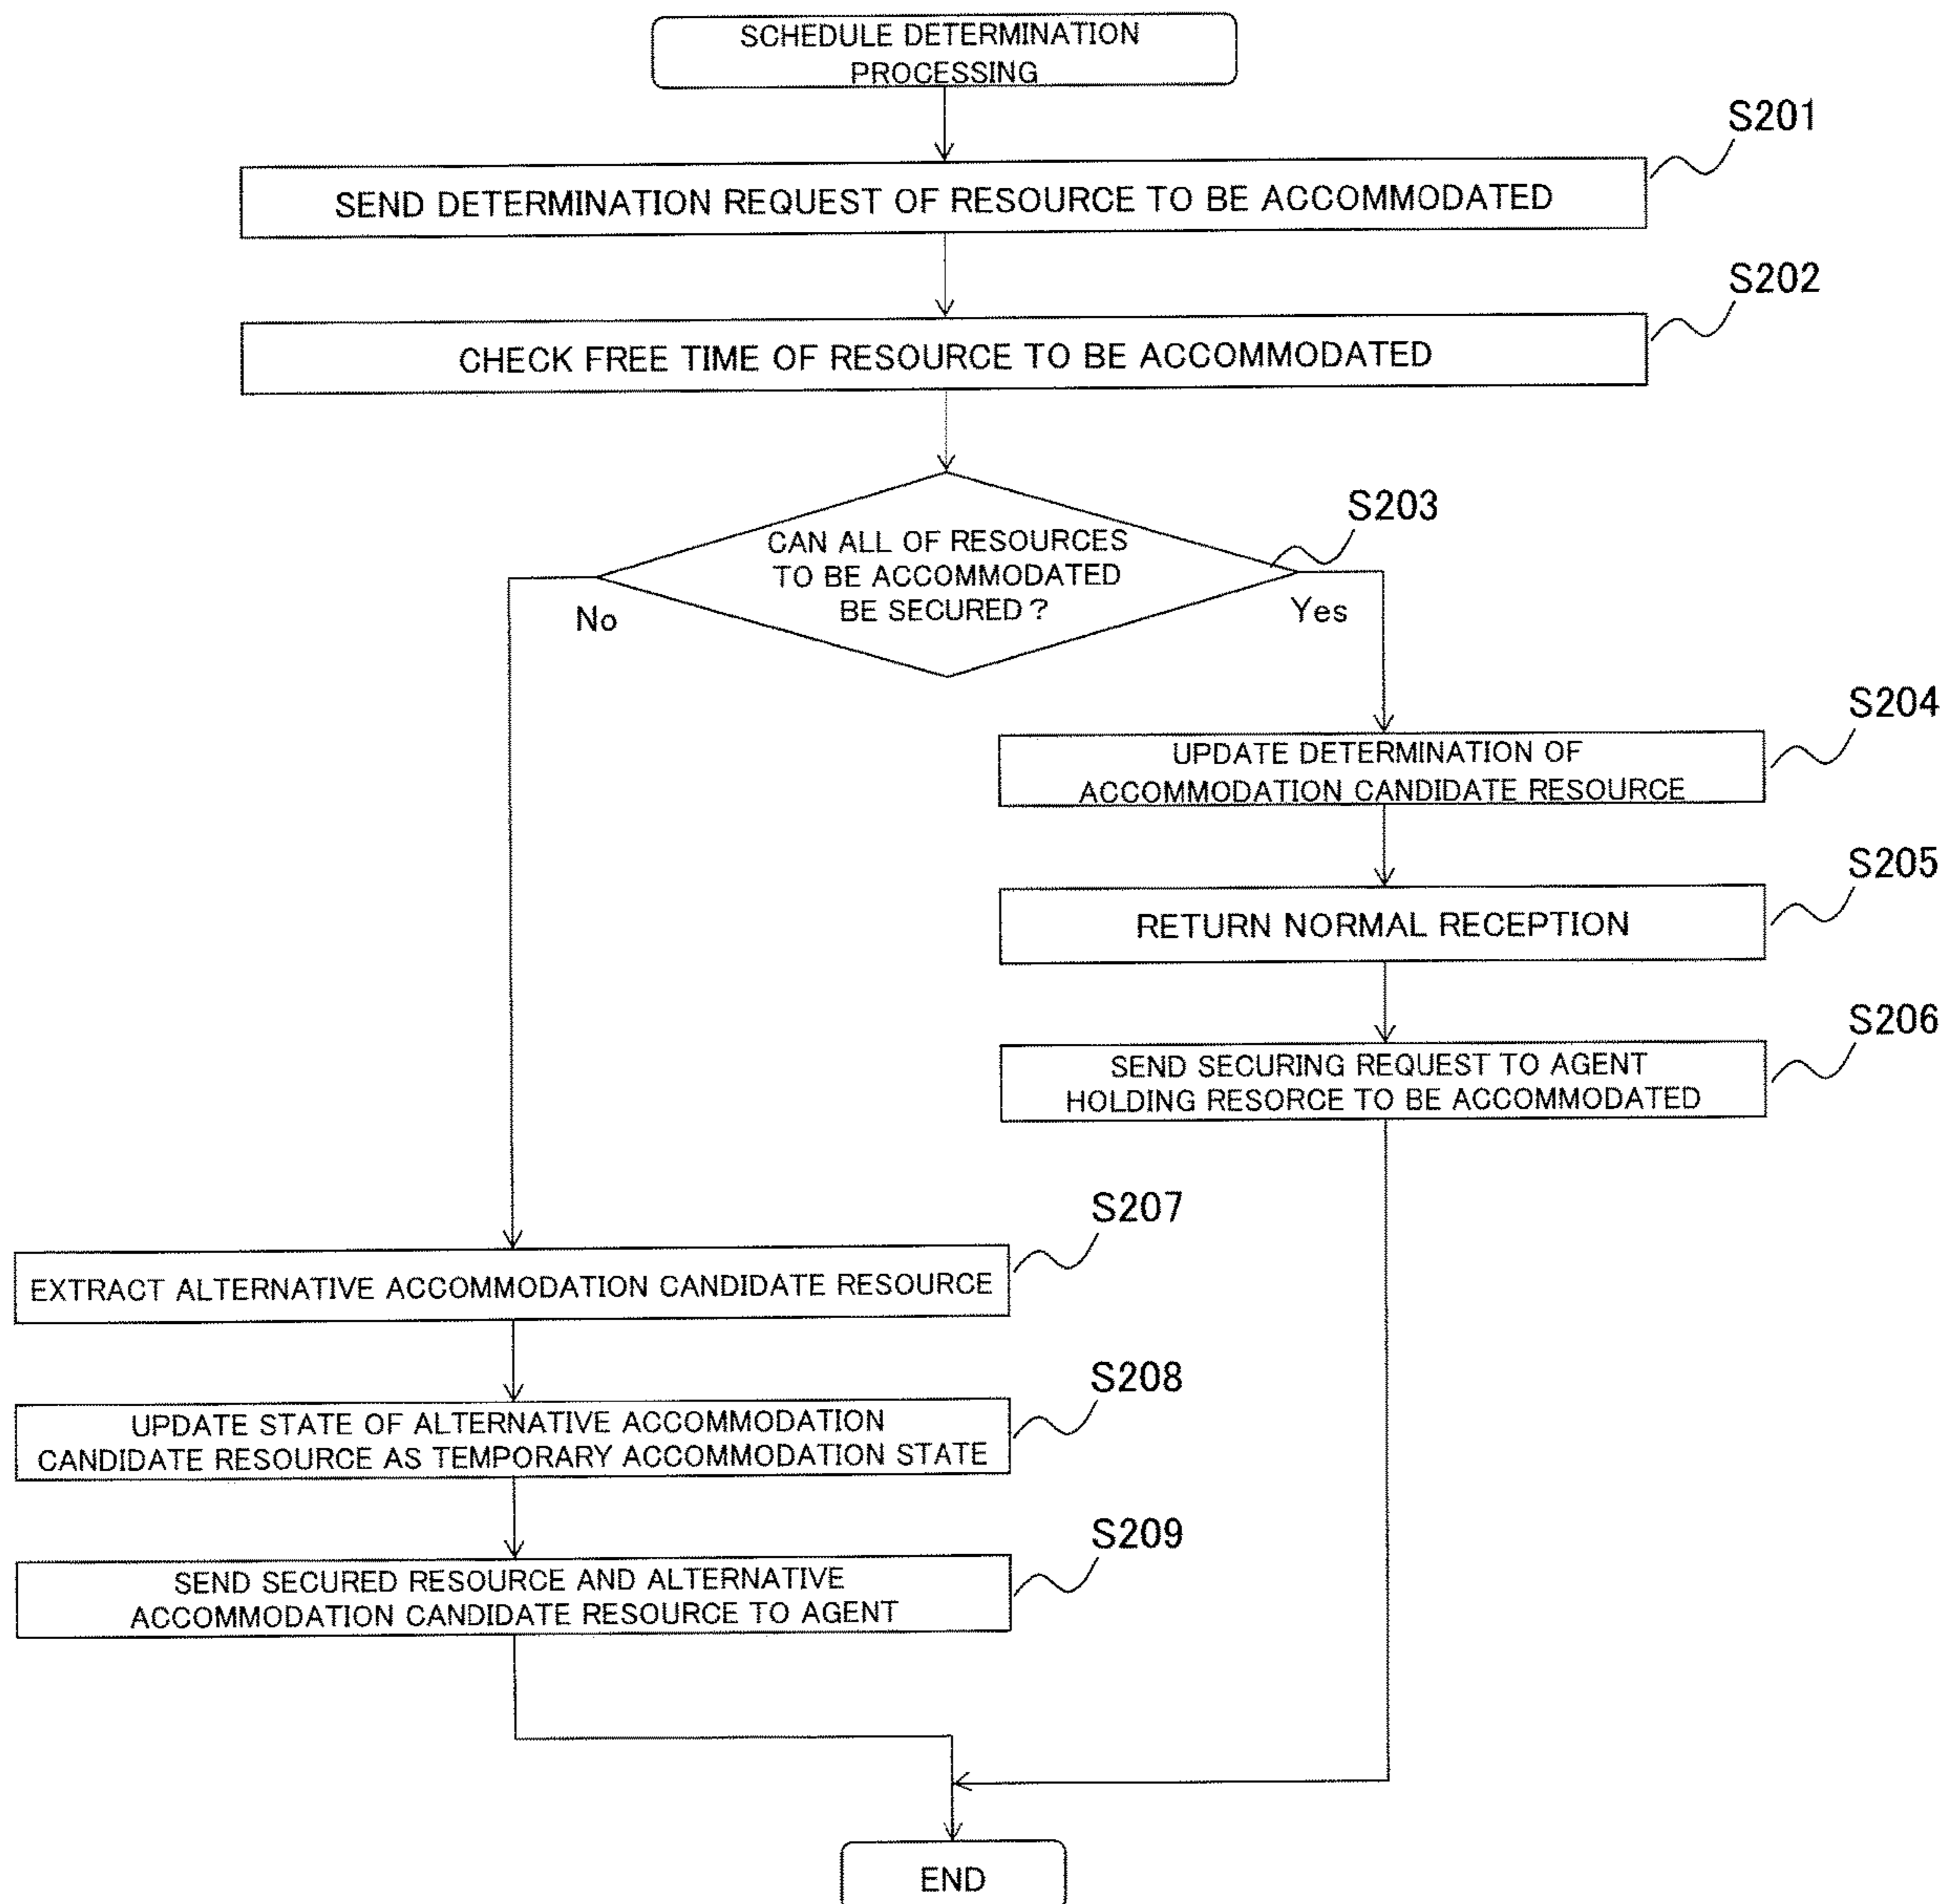 SCHEDULE DETERMINATION
PROCESSING
S201
SEND DETERMINATION REQUEST OF RESOURCE TO BE ACCOMMODATED
S202
CHECK FREE TIME OF RESOURCE TO BE ACCOMMODATED
S203
CAN ALL OF RESOURCES
TO BE ACCOMMODATED
BE SECURED?
No
Yes
S204
UPDATE DETERMINATION OF
ACCOMMODATION CANDIDATE RESOURCE
S205
RETURN NORMAL RECEPTION
S206
SEND SECURING REQUEST TO AGENT
HOLDING RESORCE TO BE ACCOMMODATED
S207
EXTRACT ALTERNATIVE ACCOMMODATION CANDIDATE RESOURCE
S208
UPDATE STATE OF ALTERNATIVE ACCOMMODATION
CANDIDATE RESOURCE AS TEMPORARY ACCOMMODATION STATE
S209
SEND SECURED RESOURCE AND ALTERNATIVE
ACCOMMODATION CANDIDATE RESOURCE TO AGENT
END